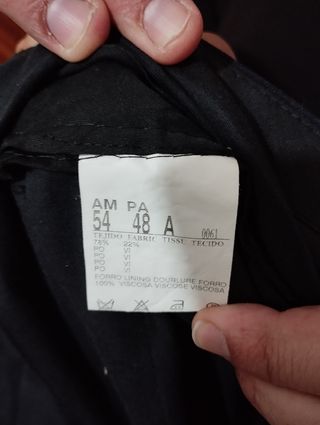 AM PA
54 48 A 0061
TEJIDO FABRIC TISSU TECIDO
78% 22%
PO VI
PO VI
PO VI
PO VI
FORRO LINING DOUBLURE FORRO
100% VISCOSA VISCOSE VISCOSA